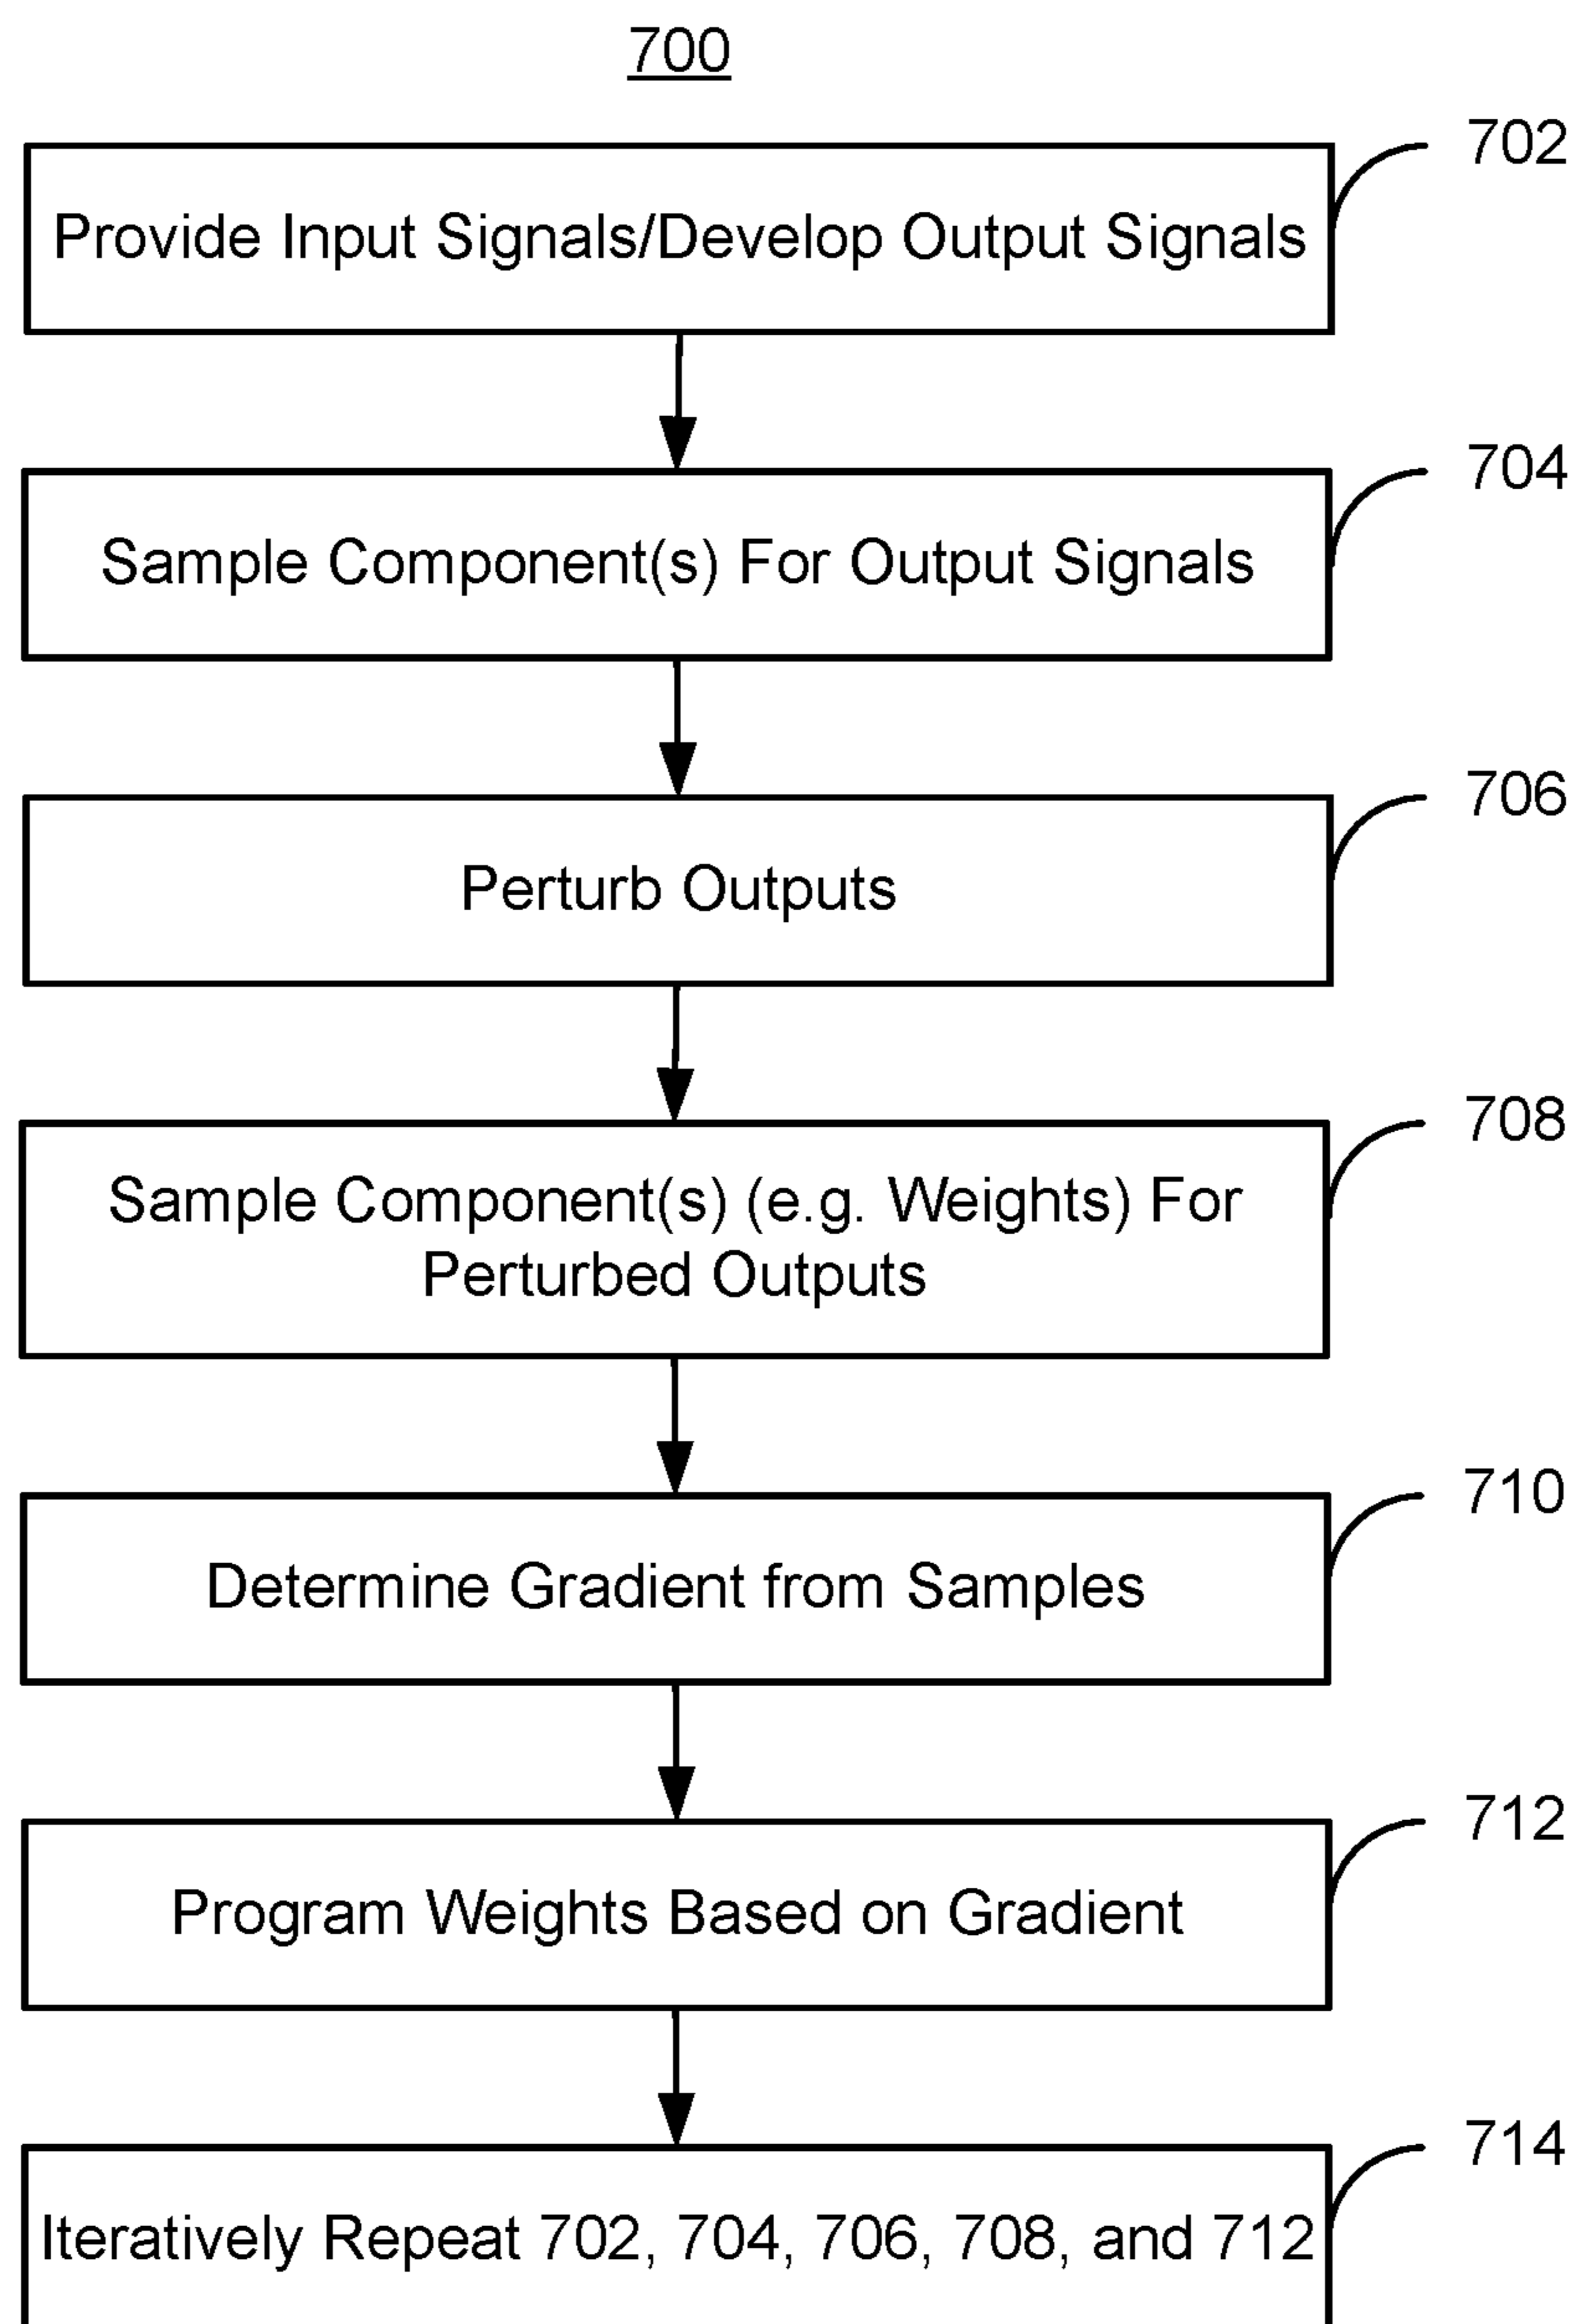 700
702
Provide Input Signals/Develop Output Signals
704
Sample Component(s) For Output Signals
706
Perturb Outputs
708
Sample Component(s) (e.g. Weights) For
Perturbed Outputs
710
Determine Gradient from Samples
712
Program Weights Based on Gradient
714
Iteratively Repeat 702, 704, 706, 708, and 712